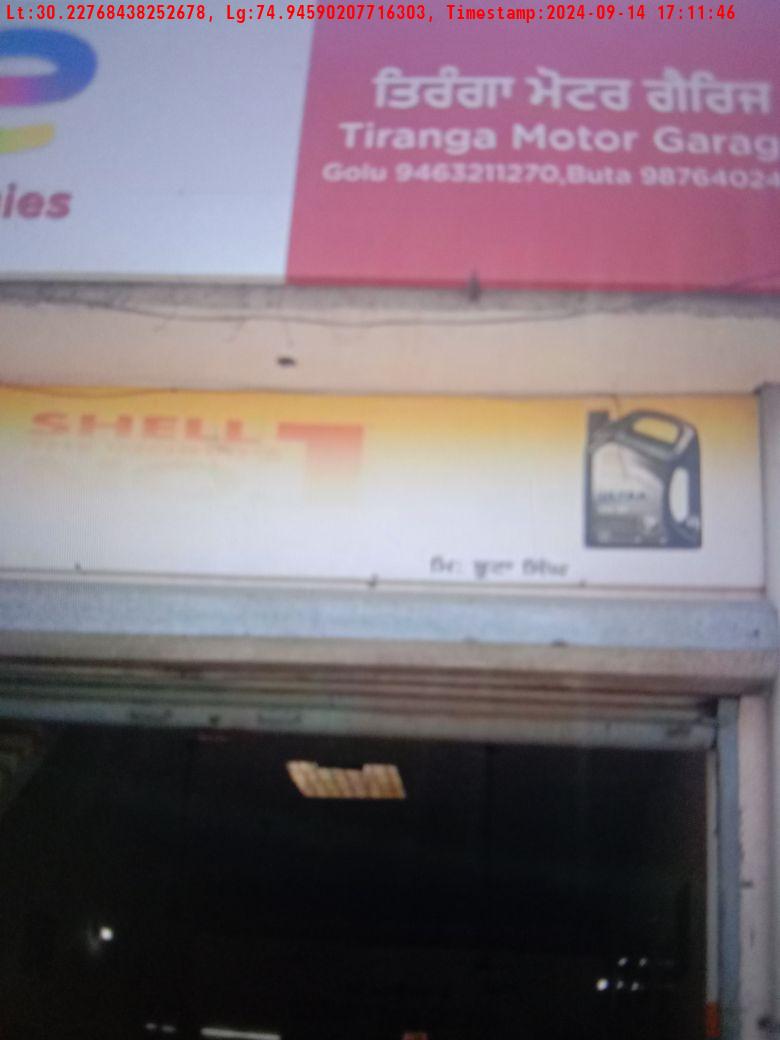 Lt:30.22768438252678, Lg:74.94590207716303, Timestamp:2024-09-14 17:11:46
ਤਿਰੰਗਾ ਮੋਟਰ ਗੈਰਿਜ
Tiranga Motor Garag
Golu 9463211270,Buta 98764024
ies
SHELL
ਮਿ: ਬੂਟਾ ਸਿੰਘ